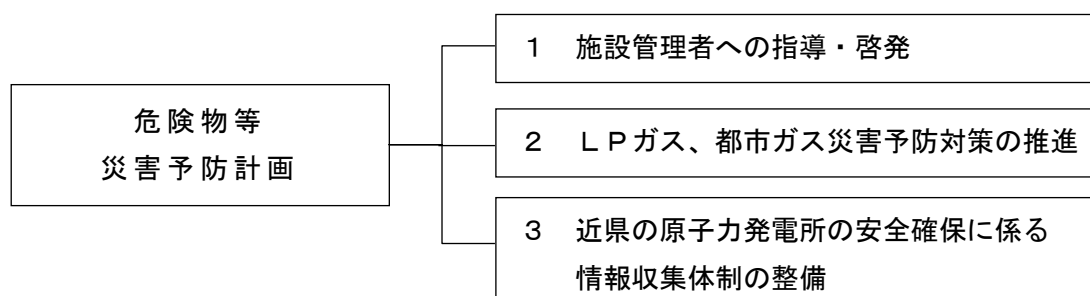 危険物等
災害予防計画
１　施設管理者への指導・啓発
２　ＬＰガス、都市ガス災害予防対策の推進
３　近県の原子力発電所の安全確保に係る
情報収集体制の整備